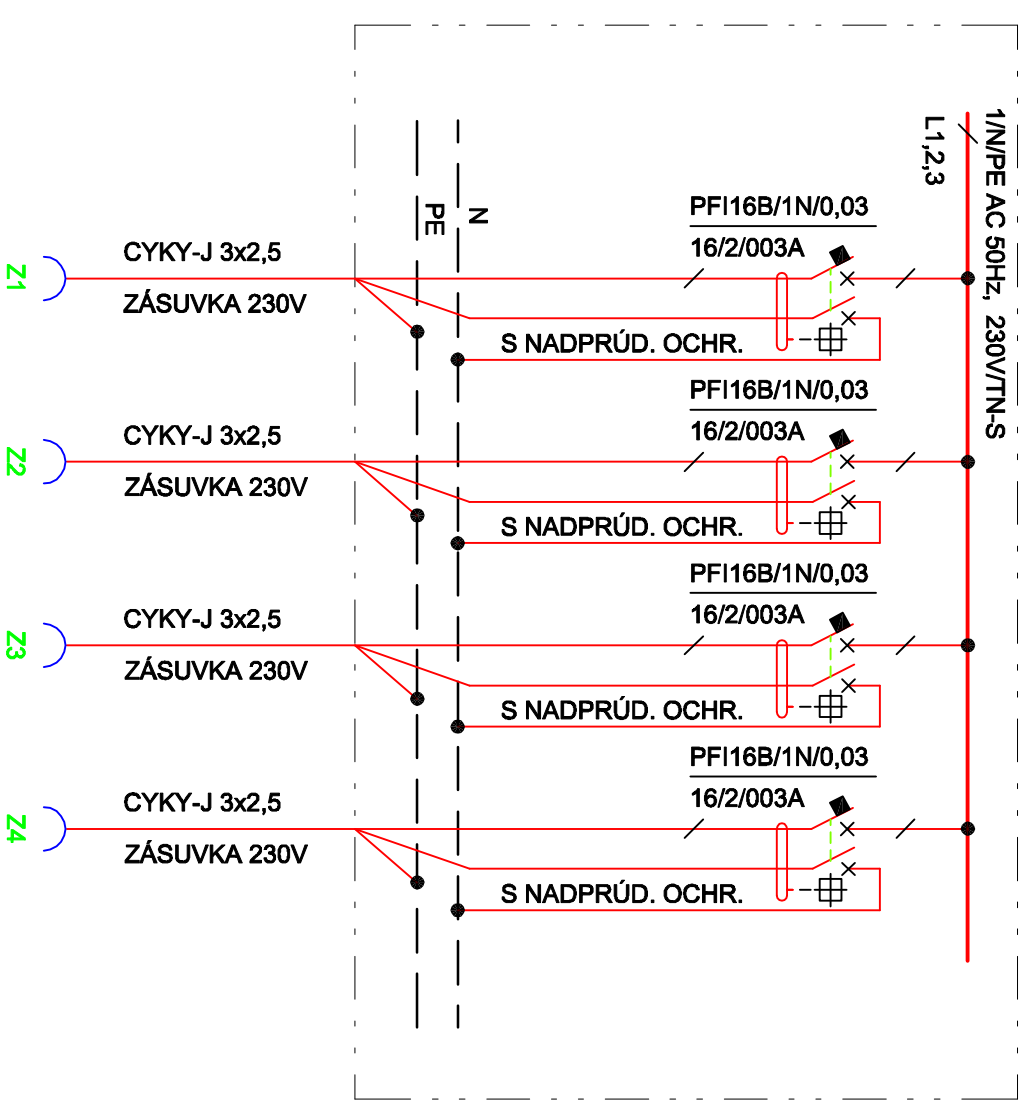 1/N/PE AC 50Hz, 230V/TN-S
L1,2,3
N
PE
PFI16B/1N/0,03
16/2/003A
CYKY-J 3x2,5
Z1
ZÁSUVKA 230V
S NADPRÚD. OCHR.
PFI16B/1N/0,03
16/2/003A
CYKY-J 3x2,5
Z2
ZÁSUVKA 230V
S NADPRÚD. OCHR.
PFI16B/1N/0,03
16/2/003A
CYKY-J 3x2,5
Z3
ZÁSUVKA 230V
S NADPRÚD. OCHR.
PFI16B/1N/0,03
16/2/003A
CYKY-J 3x2,5
Z4
ZÁSUVKA 230V
S NADPRÚD. OCHR.